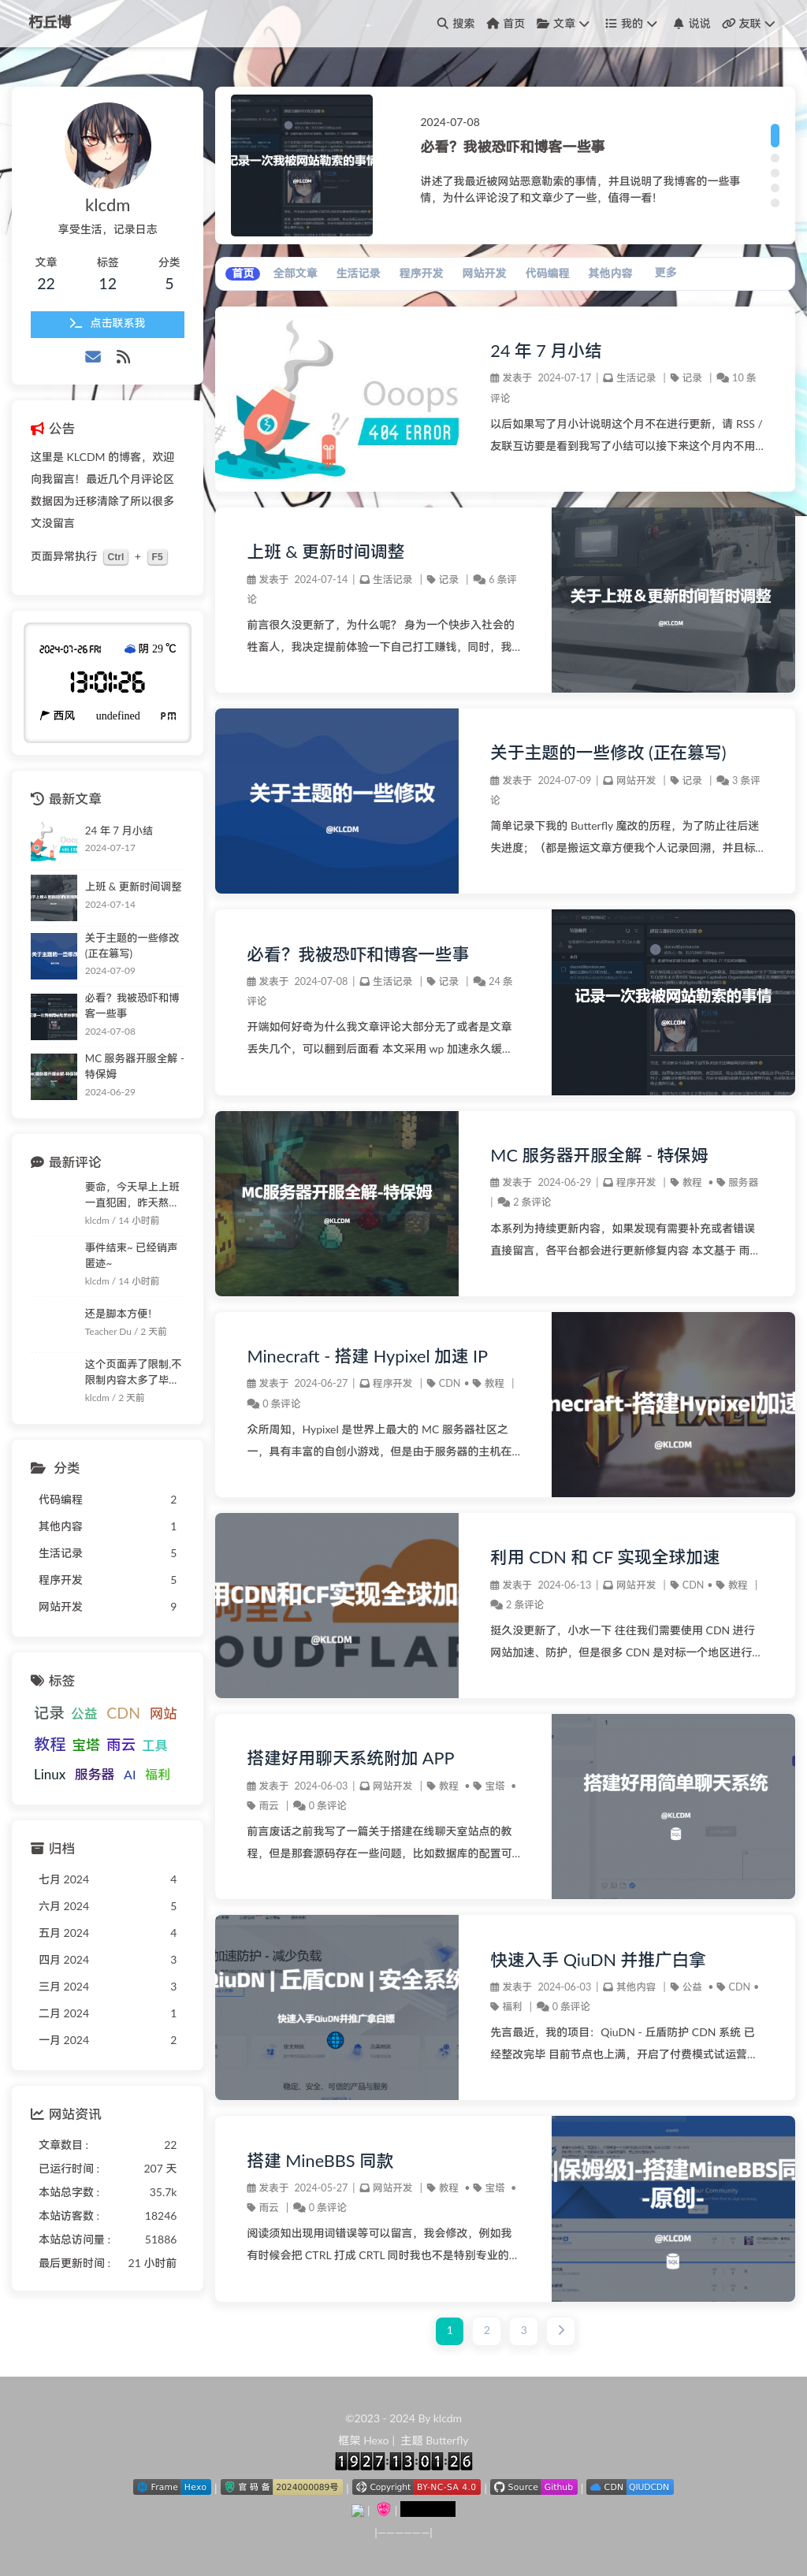 朽丘博
搜索 首页 文章 我的 说说 友联
klcdm
享受生活，记录日志
文章 标签 分类
22 12 5
点击联系我
公告
这里是 KLCDM 的博客，欢迎
向我留言！最近几个月评论区
数据因为迁移清除了所以很多
文没留言
页面异常执行 Ctrl + F5
2024-07-26 FRI 阴 29 ℃
13:01:26
西风 undefined PM
最新文章
24 年 7 月小结
2024-07-17
上班 & 更新时间调整
2024-07-14
关于主题的一些修改
(正在篡写)
2024-07-09
必看？我被恐吓和博
客一些事
2024-07-08
MC 服务器开服全解 -
特保姆
2024-06-29
最新评论
要命，今天早上上班
一直犯困，昨天熬...
klcdm / 14 小时前
事件结束~ 已经销声
匿迹~
klcdm / 14 小时前
还是脚本方便！
Teacher Du / 2 天前
这个页面弄了限制,不
限制内容太多了毕...
klcdm / 2 天前
分类
代码编程 2
其他内容 1
生活记录 5
程序开发 5
网站开发 9
标签
记录 公益 CDN 网站
教程 宝塔 雨云 工具
Linux 服务器 AI 福利
归档
七月 2024 4
六月 2024 5
五月 2024 4
四月 2024 3
三月 2024 3
二月 2024 1
一月 2024 2
网站资讯
文章数目 : 22
已运行时间 : 207 天
本站总字数 : 35.7k
本站访客数 : 18246
本站总访问量 : 51886
最后更新时间 : 21 小时前
记录一次我被网站勒索的事情
@KLCDM
2024-07-08
必看？我被恐吓和博客一些事
讲述了我最近被网站恶意勒索的事情，并且说明了我博客的一些事
情，为什么评论没了和文章少了一些，值得一看！
首页 全部文章 生活记录 程序开发 网站开发 代码编程 其他内容 更多
Ooops
404 ERROR
24 年 7 月小结
发表于 2024-07-17 | 生活记录 | 记录 | 10 条
评论
以后如果写了月小计说明这个月不在进行更新，请 RSS /
友联互访要是看到我写了小结可以接下来这个月内不用...
上班 & 更新时间调整
发表于 2024-07-14 | 生活记录 | 记录 | 6 条评
论
前言很久没更新了，为什么呢？ 身为一个快步入社会的
牲畜人，我决定提前体验一下自己打工赚钱，同时，我...
关于上班&更新时间暂时调整
@KLCDM
关于主题的一些修改
@KLCDM
关于主题的一些修改 (正在篡写)
发表于 2024-07-09 | 网站开发 | 记录 | 3 条评
论
简单记录下我的 Butterfly 魔改的历程，为了防止往后迷
失进度；（都是搬运文章方便我个人记录回溯，并且标...
必看？我被恐吓和博客一些事
发表于 2024-07-08 | 生活记录 | 记录 | 24 条
评论
开端如何好奇为什么我文章评论大部分无了或者是文章
丢失几个，可以翻到后面看 本文采用 wp 加速永久缓...
记录一次我被网站勒索的事情
@KLCDM
MC服务器开服全解-特保姆
@KLCDM
MC 服务器开服全解 - 特保姆
发表于 2024-06-29 | 程序开发 | 教程 • 服务器
| 2 条评论
本系列为持续更新内容，如果发现有需要补充或者错误
直接留言，各平台都会进行更新修复内容 本文基于 雨...
Minecraft - 搭建 Hypixel 加速 IP
发表于 2024-06-27 | 程序开发 | CDN • 教程 |
0 条评论
众所周知，Hypixel 是世界上最大的 MC 服务器社区之
一，具有丰富的自创小游戏，但是由于服务器的主机在...
necraft-搭建Hypixel加速
@KLCDM
用CDN和CF实现全球加
@KLCDM
阿里云
OUDFLAR
利用 CDN 和 CF 实现全球加速
发表于 2024-06-13 | 网站开发 | CDN • 教程 |
2 条评论
挺久没更新了，小水一下 往往我们需要使用 CDN 进行
网站加速、防护，但是很多 CDN 是对标一个地区进行...
搭建好用聊天系统附加 APP
发表于 2024-06-03 | 网站开发 | 教程 • 宝塔 •
雨云 | 0 条评论
前言废话之前我写了一篇关于搭建在线聊天室站点的教
程，但是那套源码存在一些问题，比如数据库的配置可...
搭建好用简单聊天系统
@KLCDM
加速防护 - 减少负载
QiuDN | 丘盾CDN | 安全系统
快速入手QiuDN并推广白嫖
稳定，安全，可信的产品与服务
快速入手 QiuDN 并推广白拿
发表于 2024-06-03 | 其他内容 | 公益 • CDN •
福利 | 0 条评论
先言最近，我的项目：QiuDN - 丘盾防护 CDN 系统 已
经整改完毕 目前节点也上满，开启了付费模式试运营...
搭建 MineBBS 同款
发表于 2024-05-27 | 网站开发 | 教程 • 宝塔 •
雨云 | 0 条评论
阅读须知出现用词错误等可以留言，我会修改，例如我
有时候会把 CTRL 打成 CRTL 同时我也不是特别专业的...
[保姆级]-搭建MineBBS同
-原创-
@KLCDM
1 2 3
©2023 - 2024 By klcdm
框架 Hexo | 主题 Butterfly
1927:13:01:26
Frame Hexo | 官 码 备 2024000089号 | Copyright BY-NC-SA 4.0 | Source Github | CDN QIUDCDN
|——————|